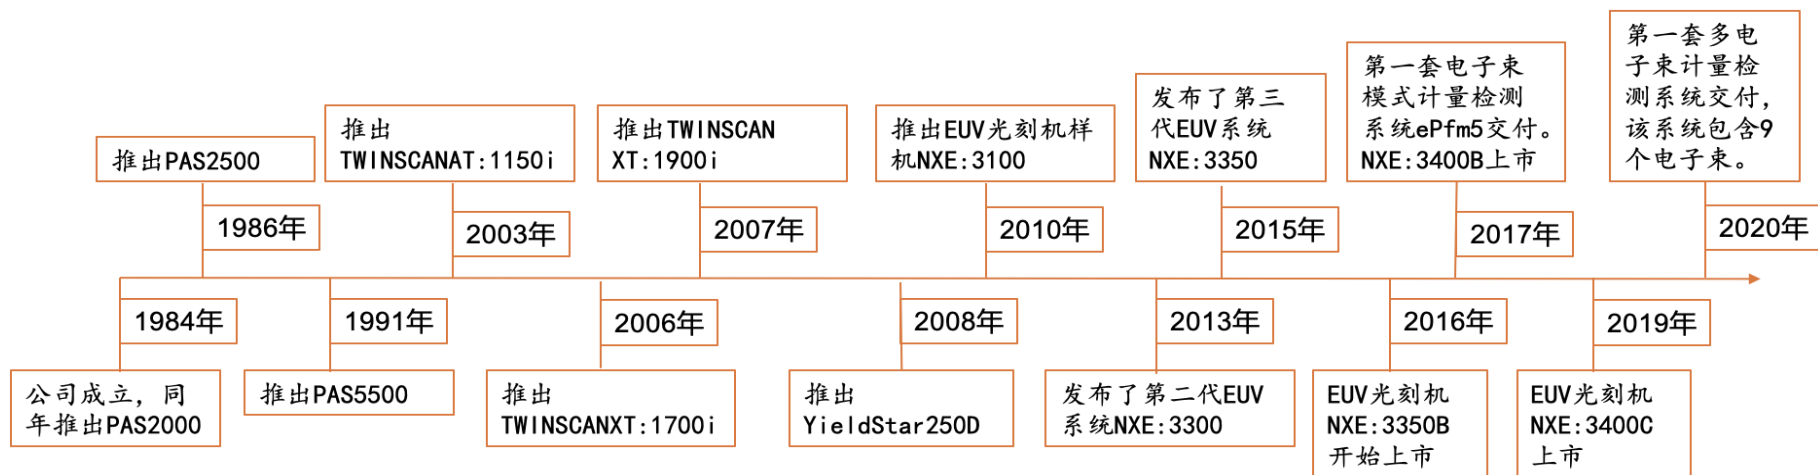 第一套多电
子束计量检
测系统交付，
该系统包含9
个电子束。
第一套电子束
模式计量检测
系统ePfm5交付。
NXE:3400B上市
发布了第三
代EUV系统
NXE:3350
推出EUV光刻机样
机NXE:3100
推出TWINSCAN
XT:1900i
推出
TWINSCANAT:1150i
推出PAS2500
1986年
2003年
2007年
2010年
2015年
2017年
2020年
1984年
1991年
2006年
2008年
2013年
2016年
2019年
公司成立，同
年推出PAS2000
推出PAS5500
推出
TWINSCANXT:1700i
推出
YieldStar250D
发布了第二代EUV
系统NXE:3300
EUV光刻机
NXE:3350B
开始上市
EUV光刻机
NXE:3400C
上市